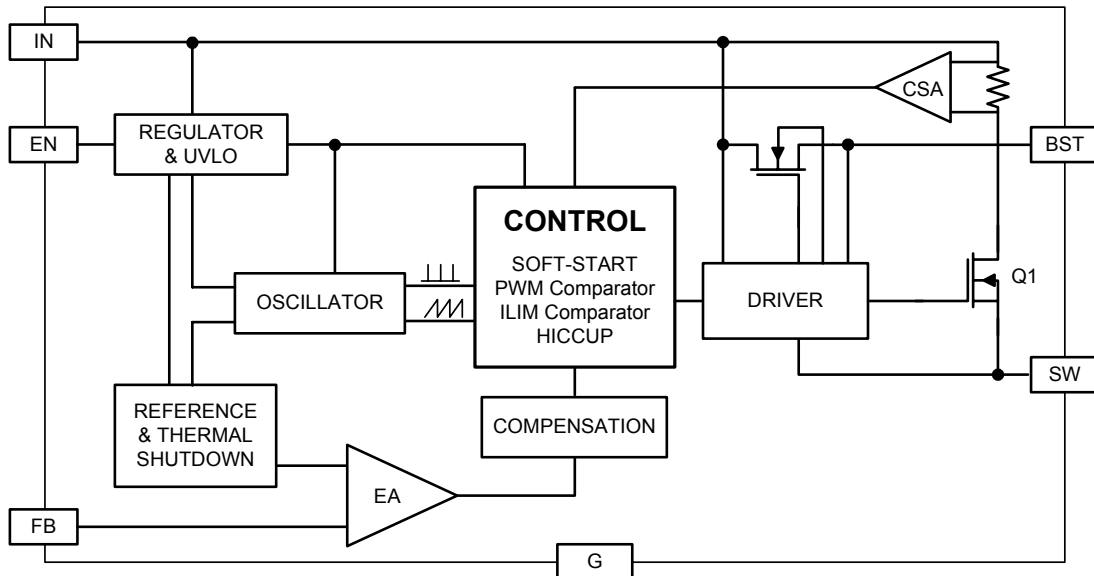 IN
CSA
EN
REGULATOR
& UVLO
BST
CONTROL
SOFT-START
PWM Comparator
ILIM Comparator
HICCUP
OSCILLATOR
DRIVER
Q1
SW
REFERENCE
& THERMAL
SHUTDOWN
COMPENSATION
EA
FB
G